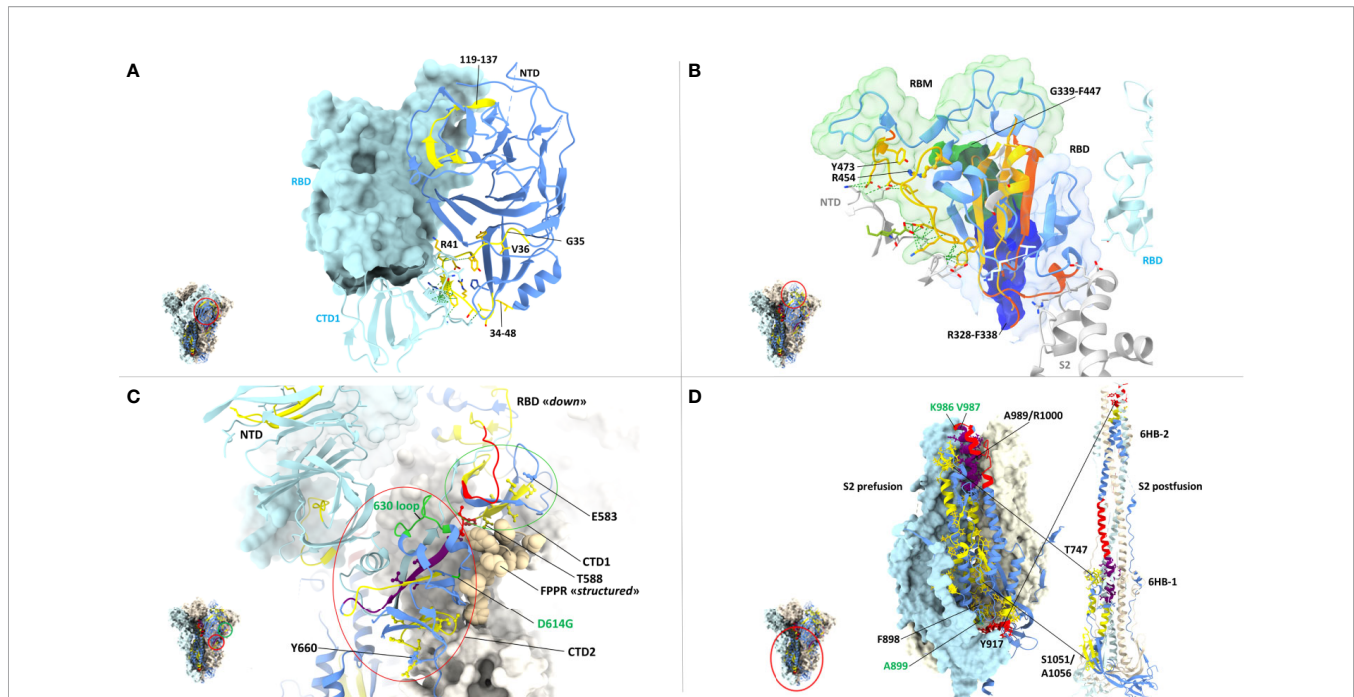 A
119-137
NTD
RBD
R41
V36
G35
CTD1
34-48
B
RBM
G339-F447
RBD
Y473
R454
NTD
RBD
R328-F338
S2
C
NTD
RBD «down»
630 loop
E583
CTD1
T588
FPPR «structured»
D614G
Y660
CTD2
D
K986 V987
A989/R1000
6HB-2
S2 prefusion
S2 postfusion
T747
6HB-1
F898
Y917
A899
S1051/
A1056